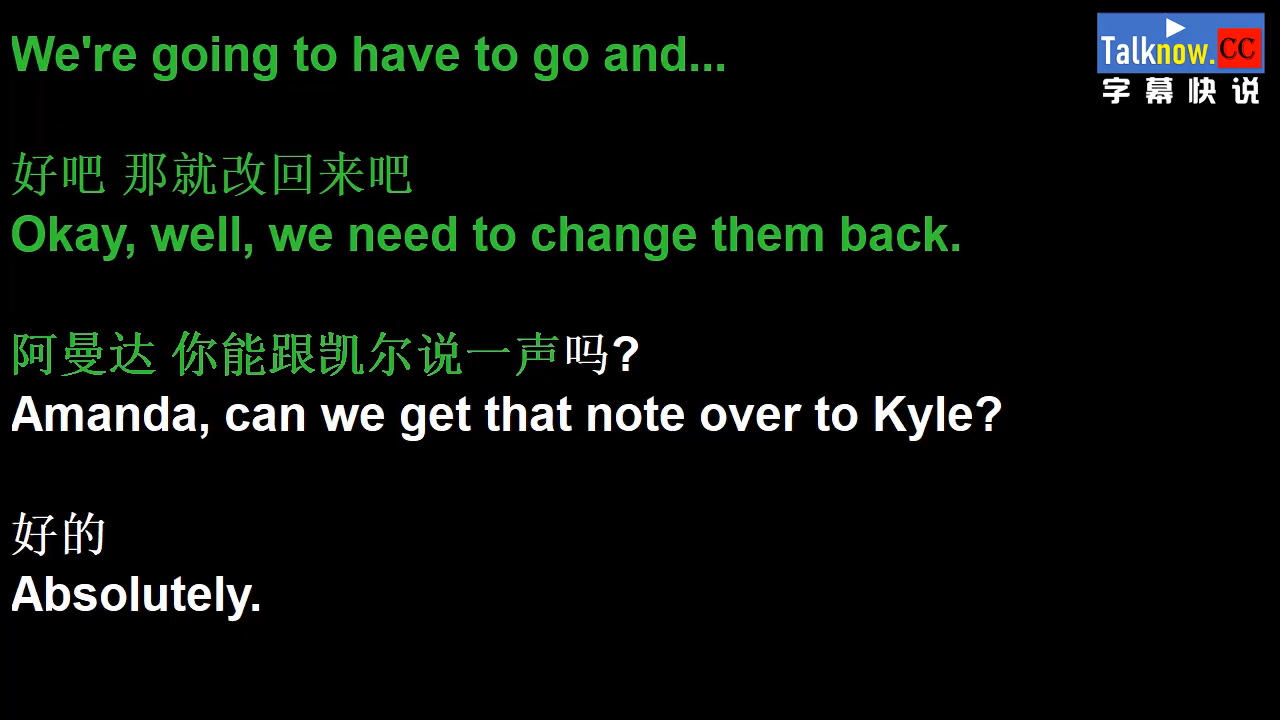 We're going to have to go and...
Talknow.CC
字幕快说
好吧 那就改回来吧
Okay, well, we need to change them back.
阿曼达 你能跟凯尔说一声吗?
Amanda, can we get that note over to Kyle?
好的
Absolutely.